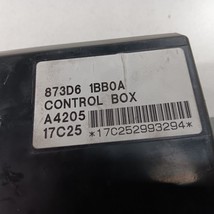 873D6 1BB0A
CONTROL BOX
A4205
17C25 *17C252993294*